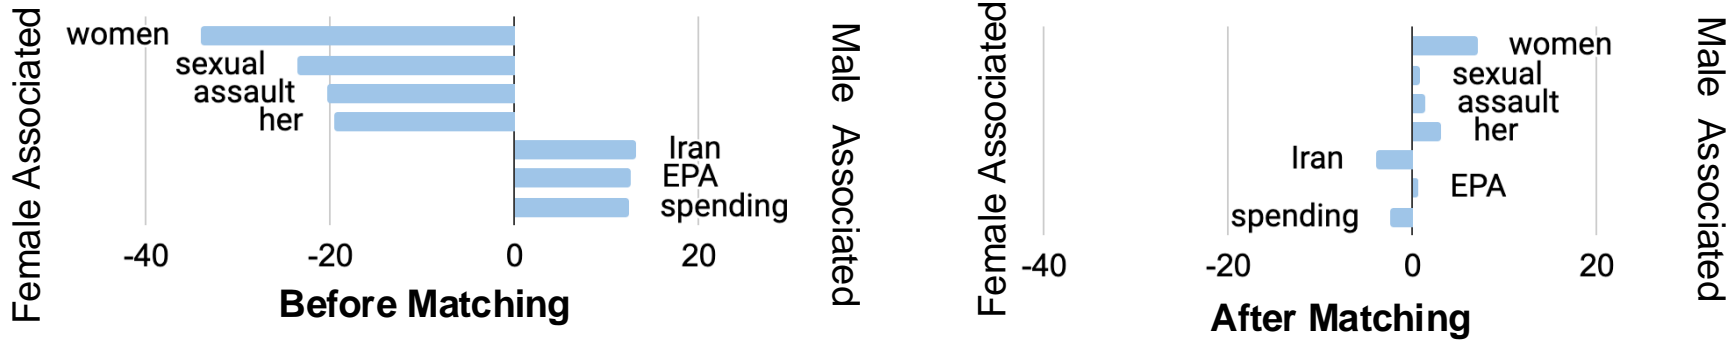 Female Associated
women
sexual
assault
her
Iran
EPA
spending
-40
-20
0
20
Before Matching
Male Associated
Female Associated
women
sexual
assault
her
Iran
EPA
spending
-40
-20
0
20
After Matching
Male Associated